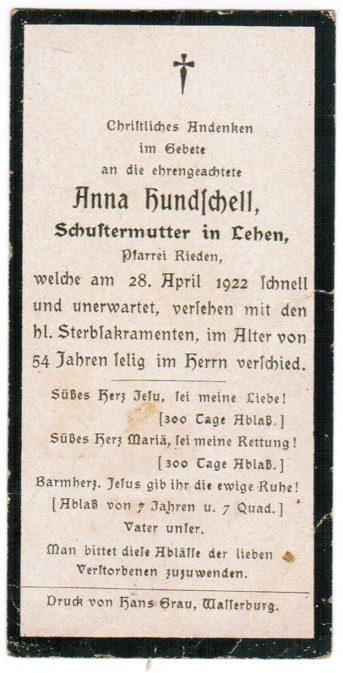 Chriſtliches Andenken
im Gebete
an die ehrengeachtete
Anna Hundſchell,
Schuſtermutter in Lehen,
Pfarrei Rieden,
welche am 28. April 1922 ſchnell
und unerwartet, verſehen mit den
hl. Sterbſakramenten, im Alter von
54 Jahren ſelig im Herrn verſchied.
Süßes Herz Jeſu, ſei meine Liebe!
[300 Tage Ablaß.]
Süßes Herz Mariä, ſei meine Rettung!
[300 Tage Ablaß.]
Barmherz. Jeſus gib ihr die ewige Ruhe!
[Ablaß von 7 Jahren u. 7 Quad.]
Vater unſer.
Man bittet dieſe Abläſſe der lieben
Verſtorbenen zuzuwenden.
Druck von Hans Grau, Waſſerburg.